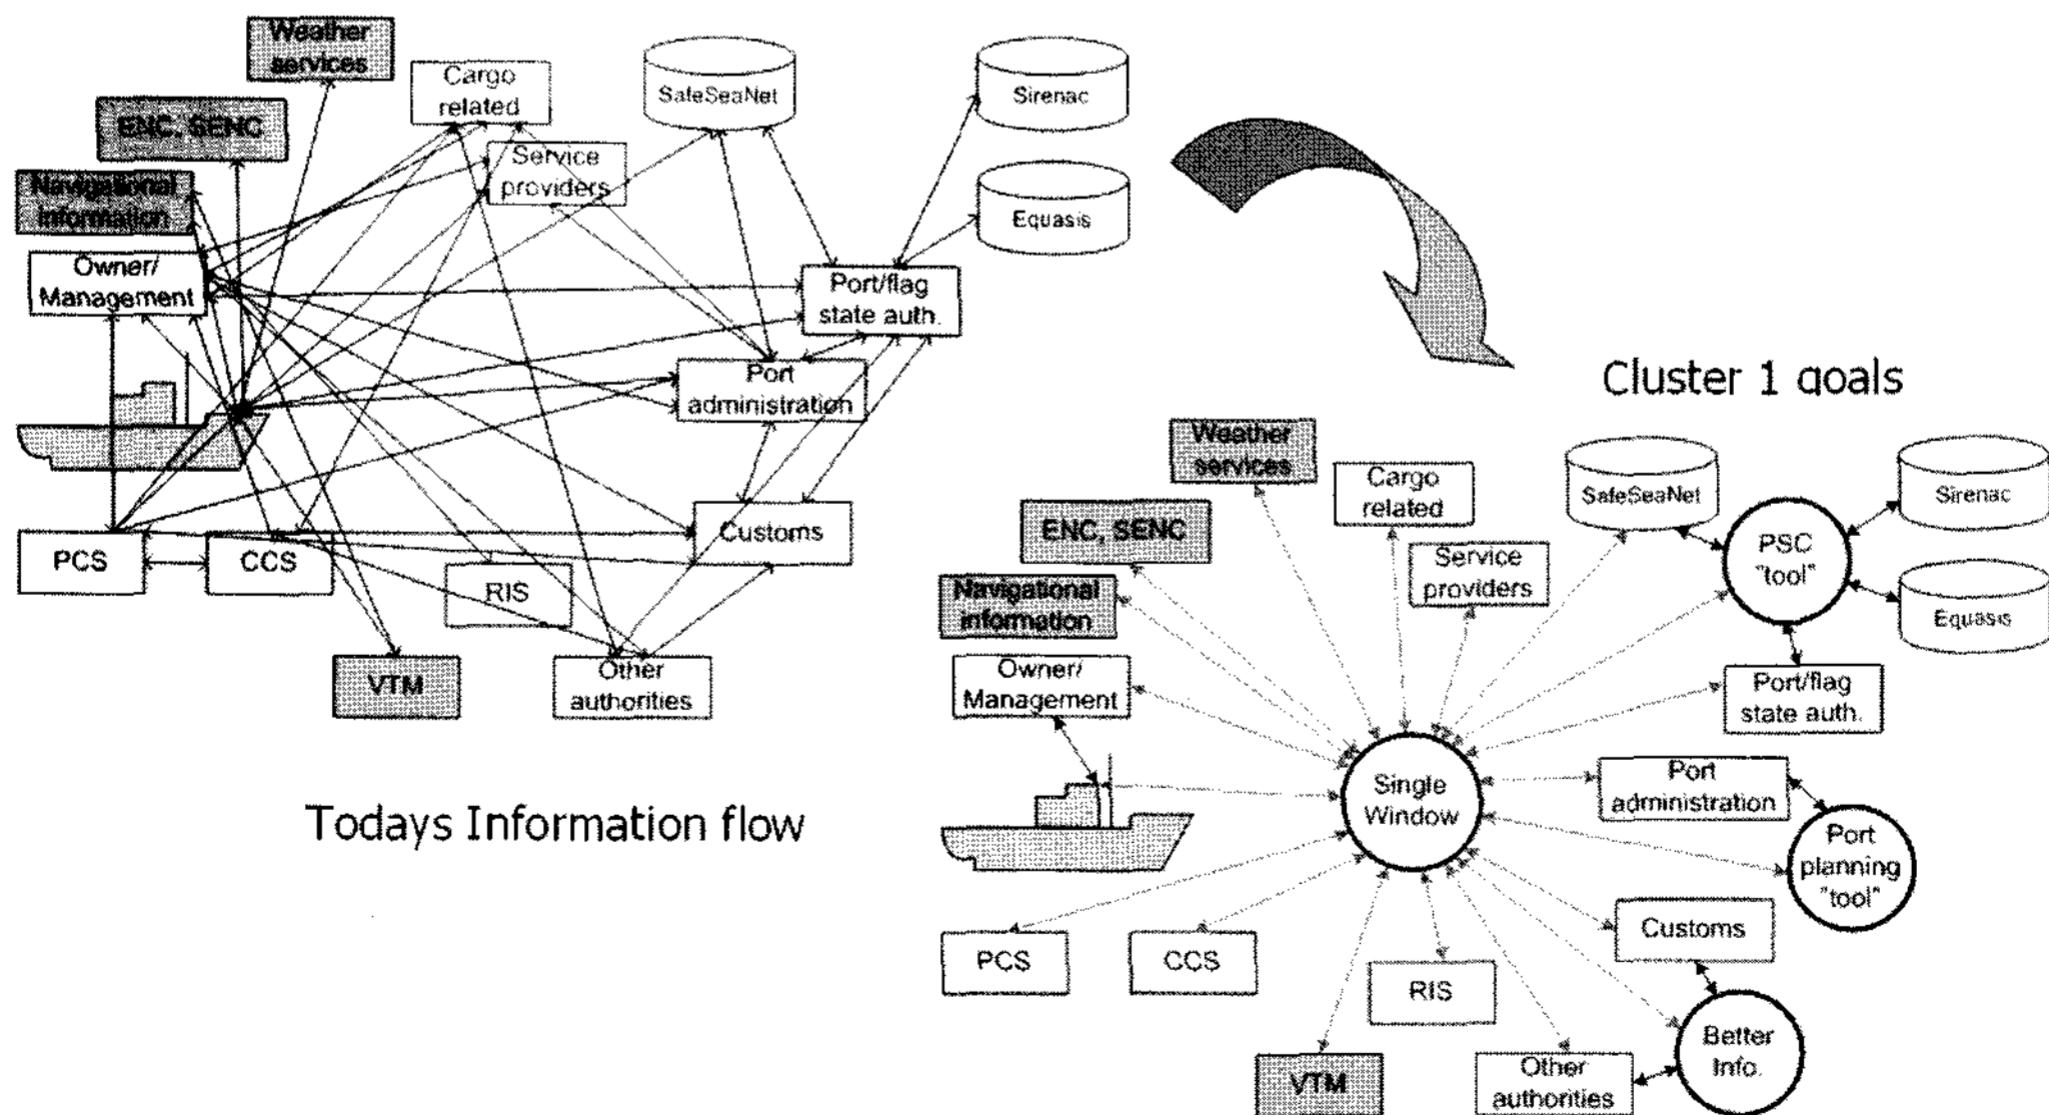 Weather
services
Cargo
related
SafeSeaNet
Sirenac
ENC, SENC
Service
providers
Navigational
information
Equasis
Owner/
Management
Port/flag
state auth.
Port
administration
Customs
PCS
CCS
RIS
VTM
Other
authorities
Todays Information flow
Cluster 1 goals
Weather
services
Cargo
related
SafeSeaNet
Sirenac
ENC, SENC
PSC
"tool"
Service
providers
Navigational
information
Equasis
Owner/
Management
Port/flag
state auth.
Single
Window
Port
administration
Port
planning
"tool"
Customs
PCS
CCS
RIS
Better
Info.
VTM
Other
authorities